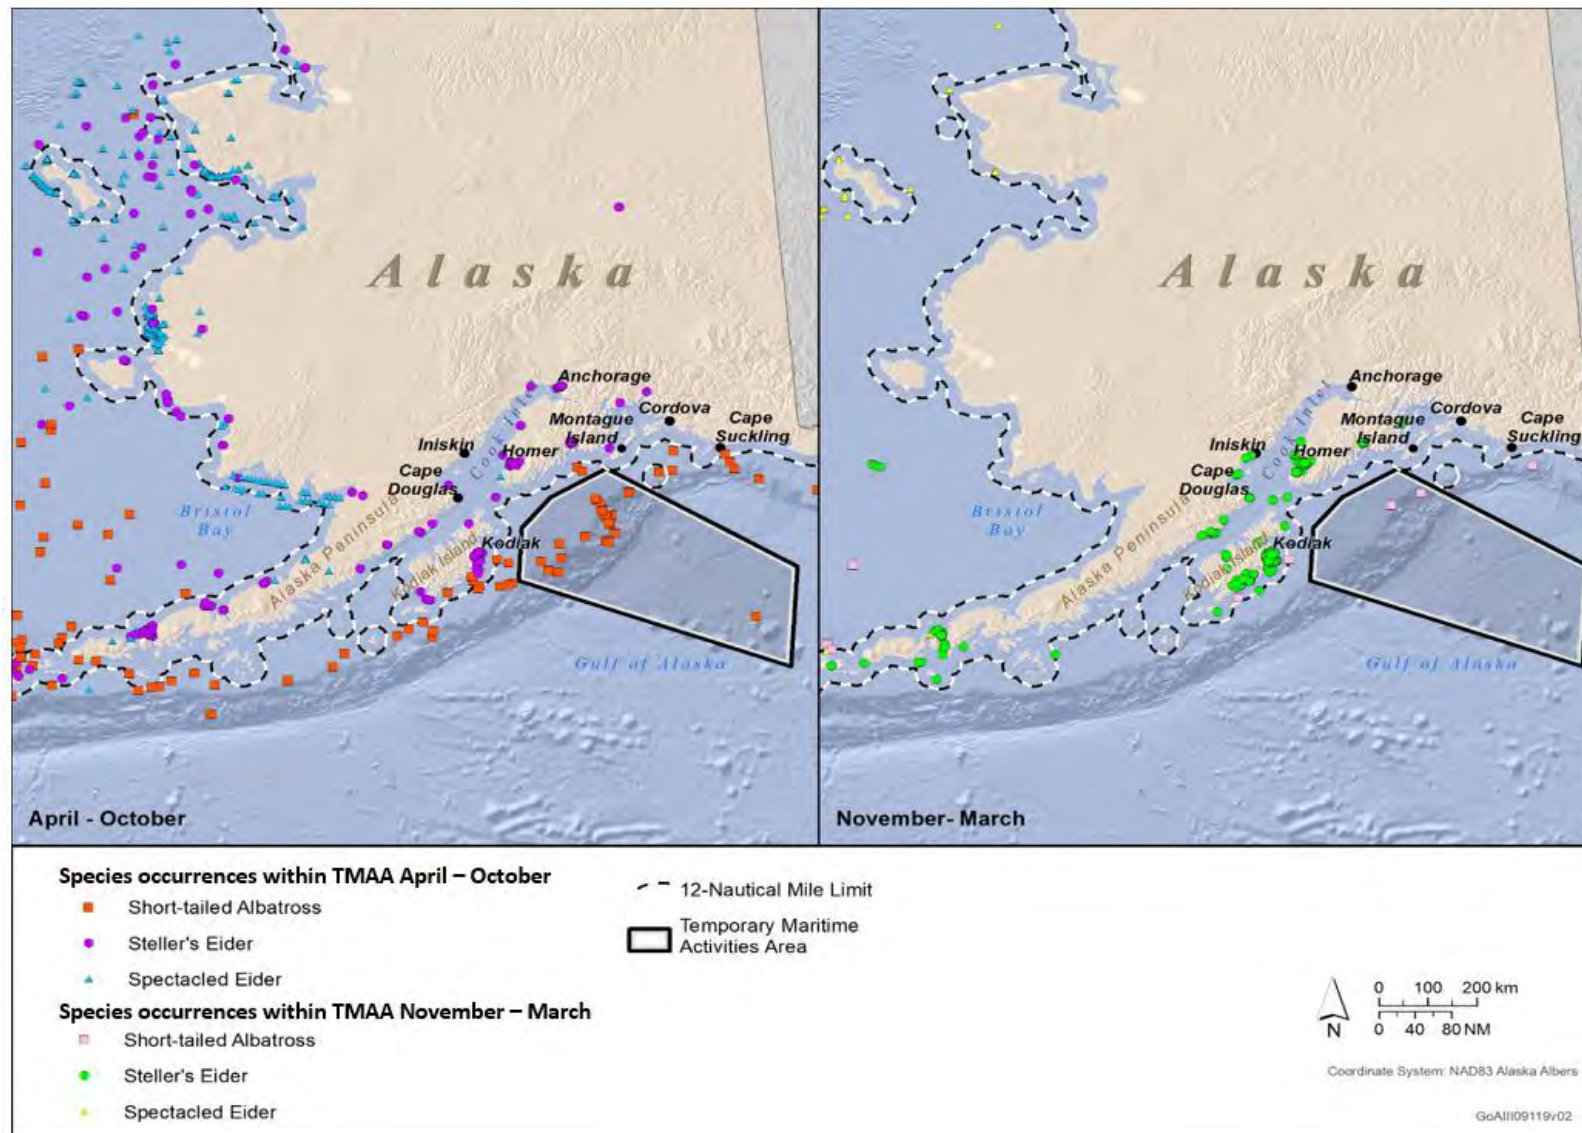 Alaska
Anchorage
Cook Inlet
Montague
Island
Cordova
Cape
Suckling
Iniskin
Homer
Cape
Douglas
Bristol
Bay
Alaska Peninsula
Kodiak
Kodiak Island
Gulf of Alaska
April - October
Alaska
Anchorage
Cook Inlet
Montague
Island
Cordova
Cape
Suckling
Iniskin
Homer
Cape
Douglas
Bristol
Bay
Alaska Peninsula
Kodiak
Kodiak Island
Gulf of Alaska
November- March
Species occurrences within TMAA April – October
Short-tailed Albatross
Steller's Eider
Spectacled Eider
Species occurrences within TMAA November – March
Short-tailed Albatross
Steller's Eider
Spectacled Eider
12-Nautical Mile Limit
Temporary Maritime
Activities Area
N
0 100 200 km
0 40 80 NM
Coordinate System: NAD83 Alaska Albers
GoAIII09119v02